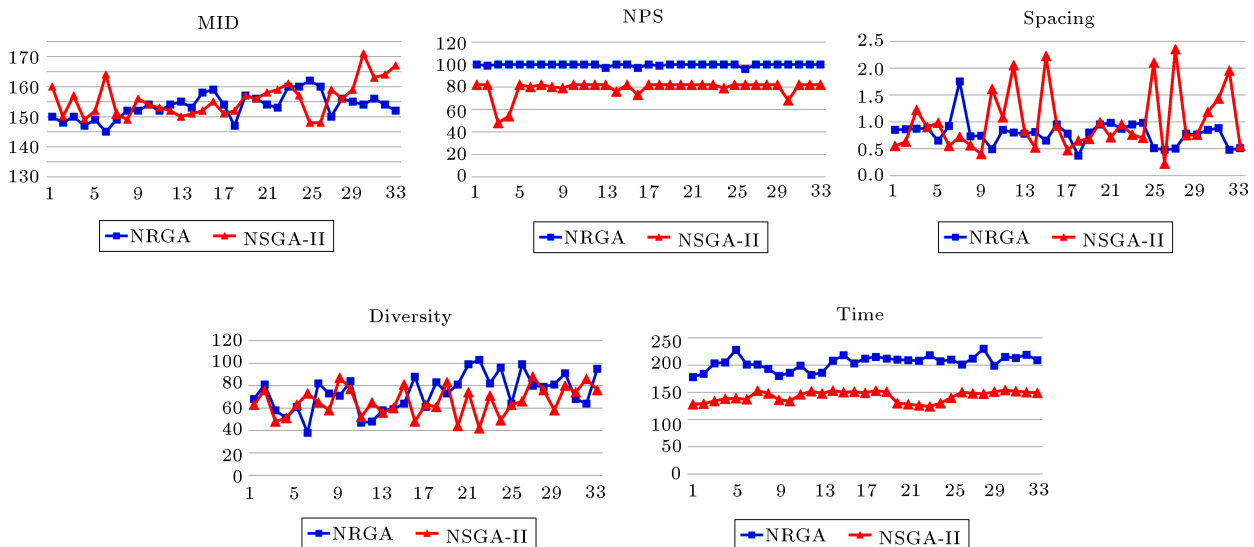 MID
170
160
150
140
130
1 5 9 13 17 21 25 29 33
NRGA NSGA-II
NPS
120
100
80
60
40
20
0
1 5 9 13 17 21 25 29 33
NRGA NSGA-II
Spacing
2.5
2.0
1.5
1.0
0.5
0.0
1 5 9 13 17 21 25 29 33
NRGA NSGA-II
Diversity
120
100
80
60
40
20
0
1 5 9 13 17 21 25 29 33
NRGA NSGA-II
Time
250
200
150
100
50
0
1 5 9 13 17 21 25 29 33
NRGA NSGA-II